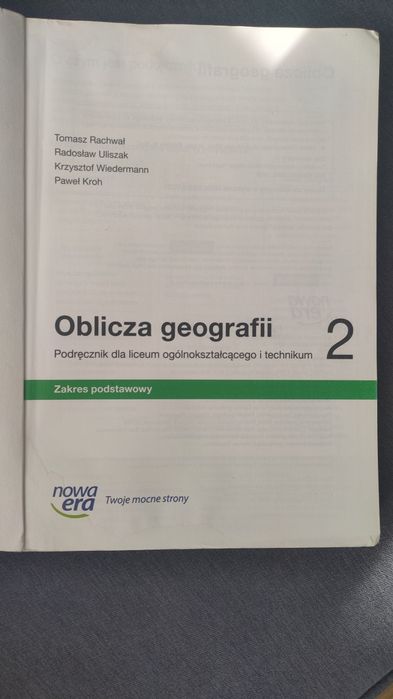 Tomasz Rachwał
Radosław Uliszak
Krzysztof Wiedermann
Paweł Kroh
Oblicza geografii 2
Podręcznik dla liceum ogólnokształcącego i technikum
Zakres podstawowy
nowa
era
Twoje mocne strony